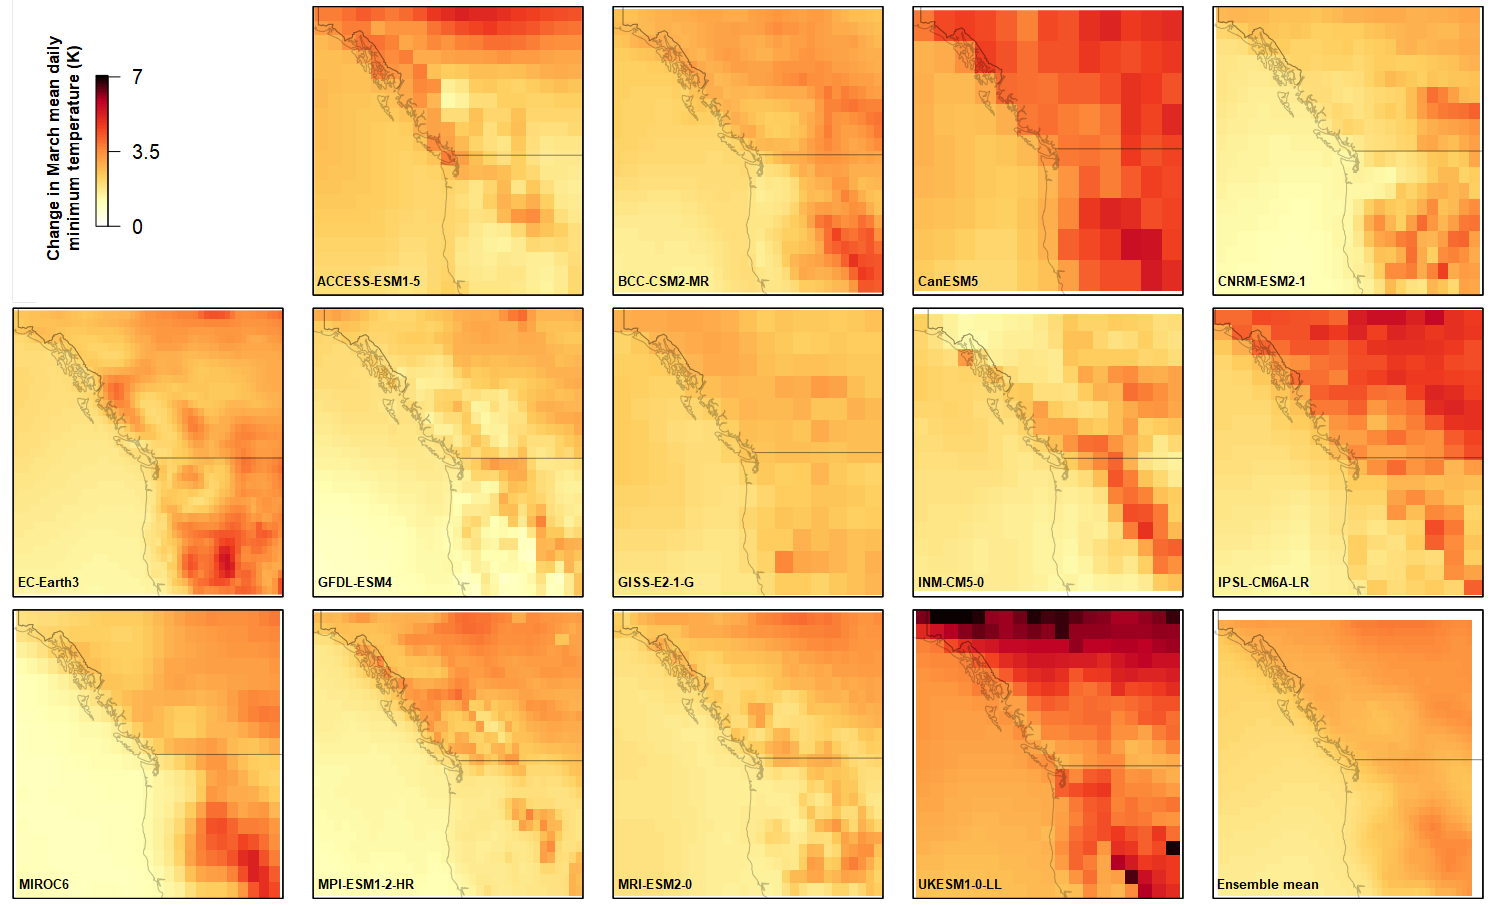 Change in March mean daily
minimum temperature (K)
7
3.5
0
ACCESS-ESM1-5
BCC-CSM2-MR
CanESM5
CNRM-ESM2-1
EC-Earth3
GFDL-ESM4
GISS-E2-1-G
INM-CM5-0
IPSL-CM6A-LR
MIROC6
MPI-ESM1-2-HR
MRI-ESM2-0
UKESM1-0-LL
Ensemble mean